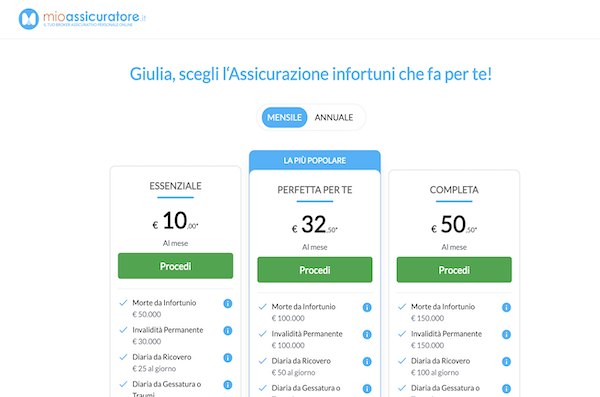 mioassicuratore.it
IL TUO BROKER ASSICURATIVO PERSONALE ONLINE
Giulia, scegli l'Assicurazione infortuni che fa per te!
MENSILE ANNUALE
ESSENZIALE
€ 10,00*
Al mese
Procedi
Morte da Infortunio
€ 50.000
Invalidità Permanente
€ 30.000
Diaria da Ricovero
€ 25 al giorno
Diaria da Gessatura o
Traumi
LA PIÙ POPOLARE
PERFETTA PER TE
€ 32,50*
Al mese
Procedi
Morte da Infortunio
€ 100.000
Invalidità Permanente
€ 100.000
Diaria da Ricovero
€ 50 al giorno
Diaria da Gessatura o
COMPLETA
€ 50,50*
Al mese
Procedi
Morte da Infortunio
€ 150.000
Invalidità Permanente
€ 150.000
Diaria da Ricovero
€ 100 al giorno
Diaria da Gessatura o